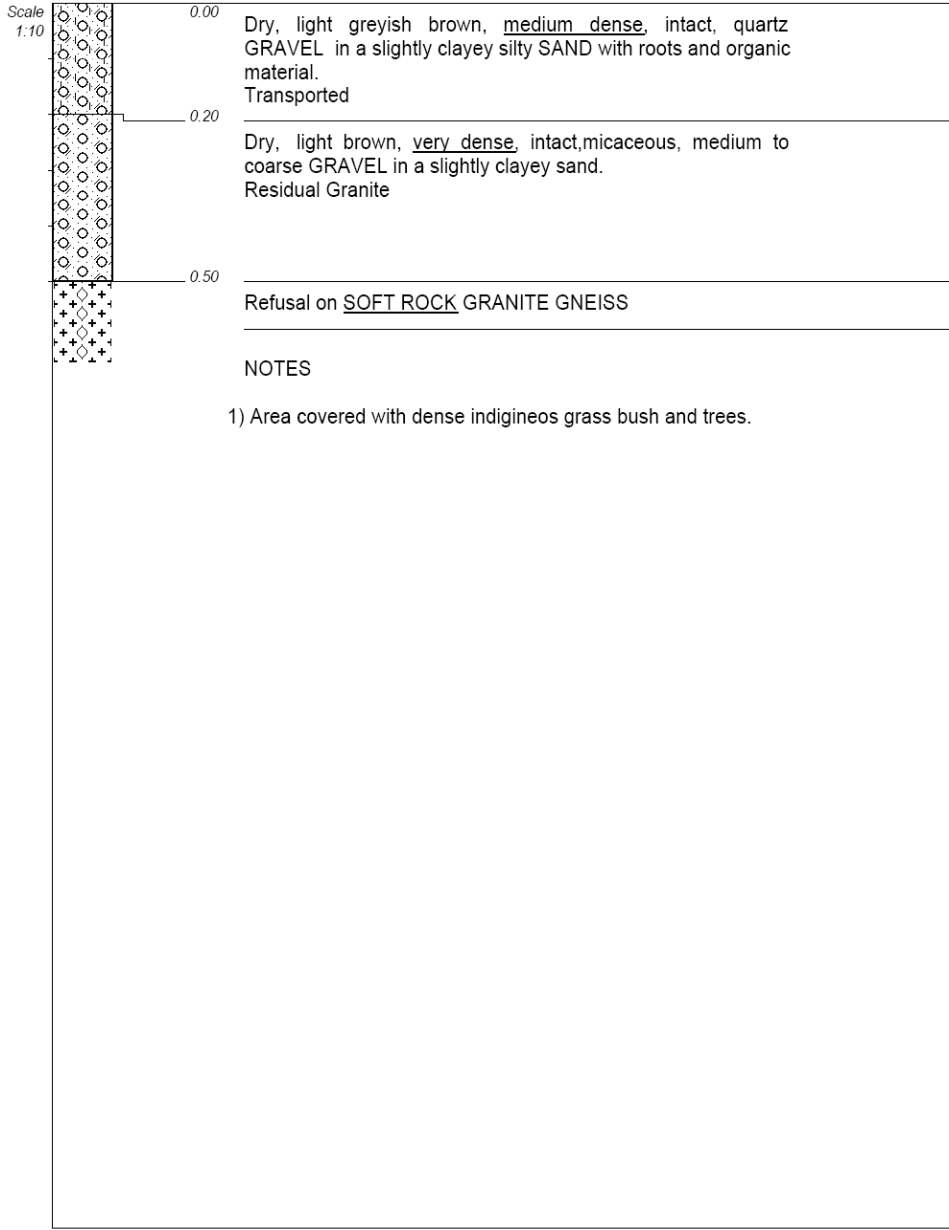 Scale
1:10
0.00
Dry, light greyish brown, medium dense, intact, quartz
GRAVEL in a slightly clayey silty SAND with roots and organic
material.
Transported
0.20
Dry, light brown, very dense, intact,micaceous, medium to
coarse GRAVEL in a slightly clayey sand.
Residual Granite
0.50
Refusal on SOFT ROCK GRANITE GNEISS
NOTES
1) Area covered with dense indigineos grass bush and trees.